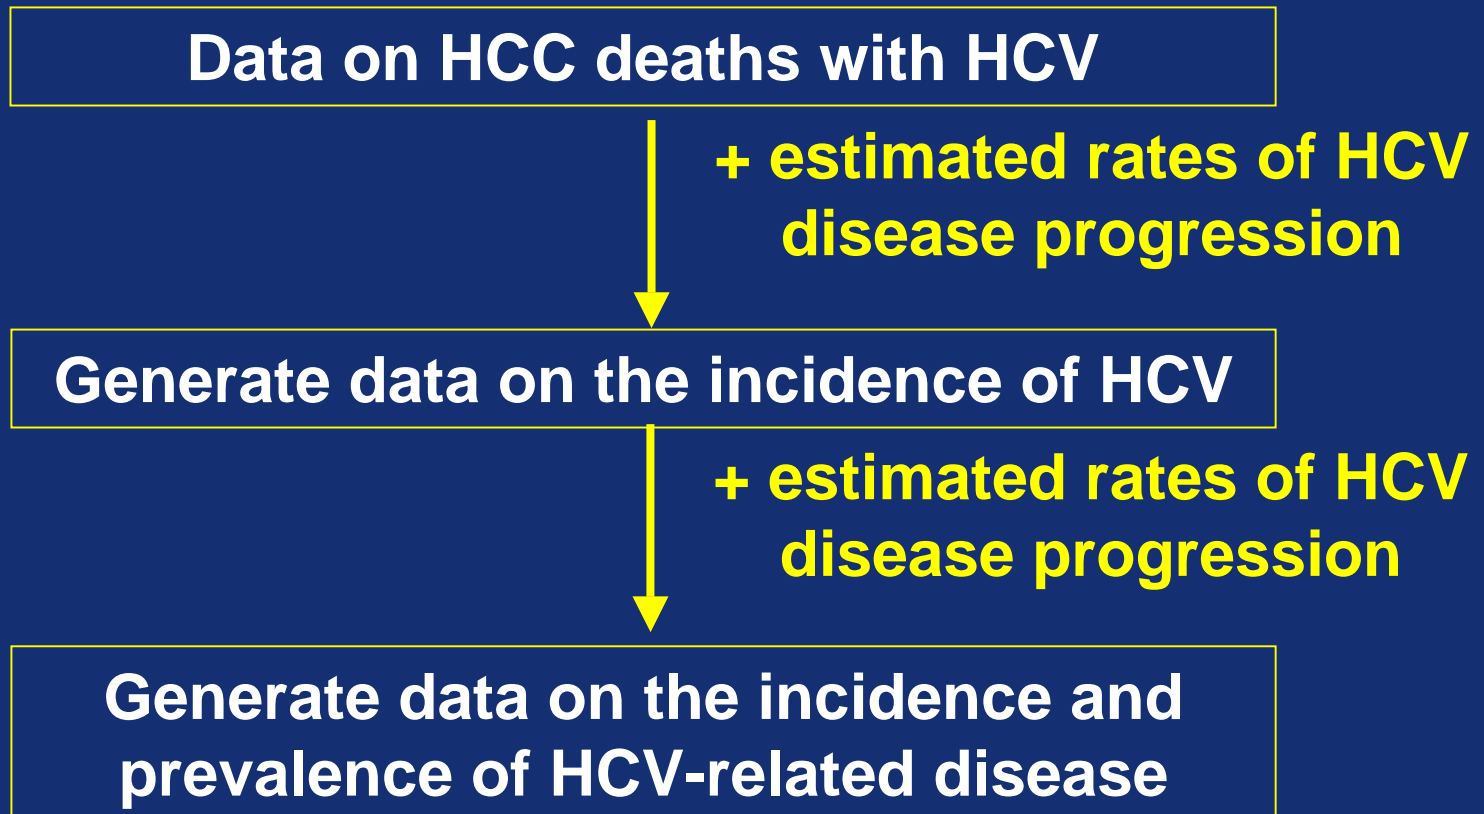 Data on HCC deaths with HCV
+ estimated rates of HCV
disease progression
Generate data on the incidence of HCV
+ estimated rates of HCV
disease progression
Generate data on the incidence and
prevalence of HCV-related disease